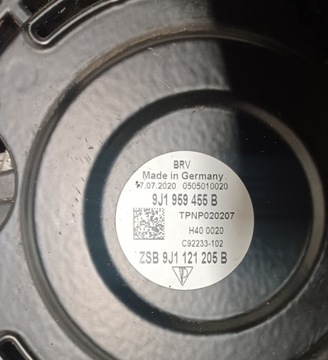 BRV
Made in Germany
17.07.2020 0505010020
9J1 959 455 B
TPNP020207
H40 0020
C92233-102
ZSB 9J1 121 205 B